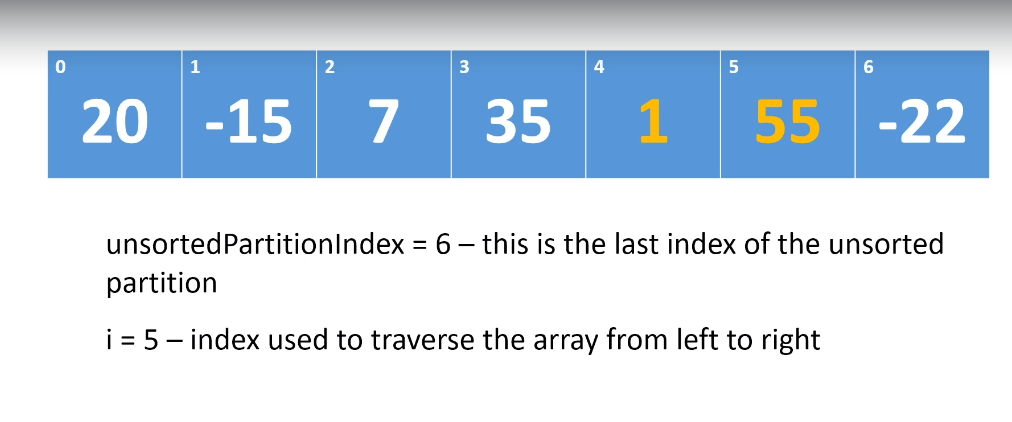 0 1 2 3 4 5 6
20 -15 7 35 1 55 -22
unsortedPartitionIndex = 6 – this is the last index of the unsorted
partition
i = 5 – index used to traverse the array from left to right